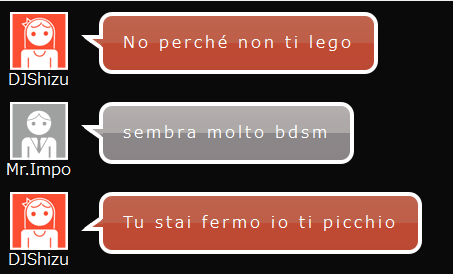 No perché non ti lego
DJShizu
sembra molto bdsm
Mr.Impo
Tu stai fermo io ti picchio
DJShizu